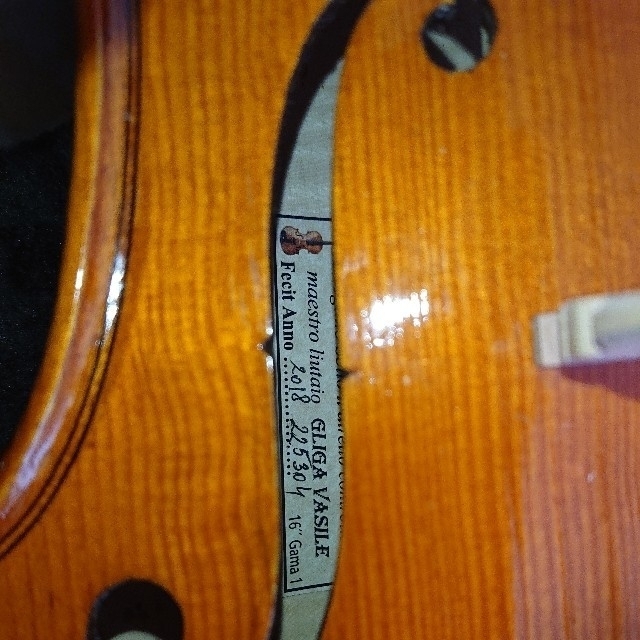 maestro liutaio GLIGA VASILE
Fecit Anno 2018 225304 16" Gama 1